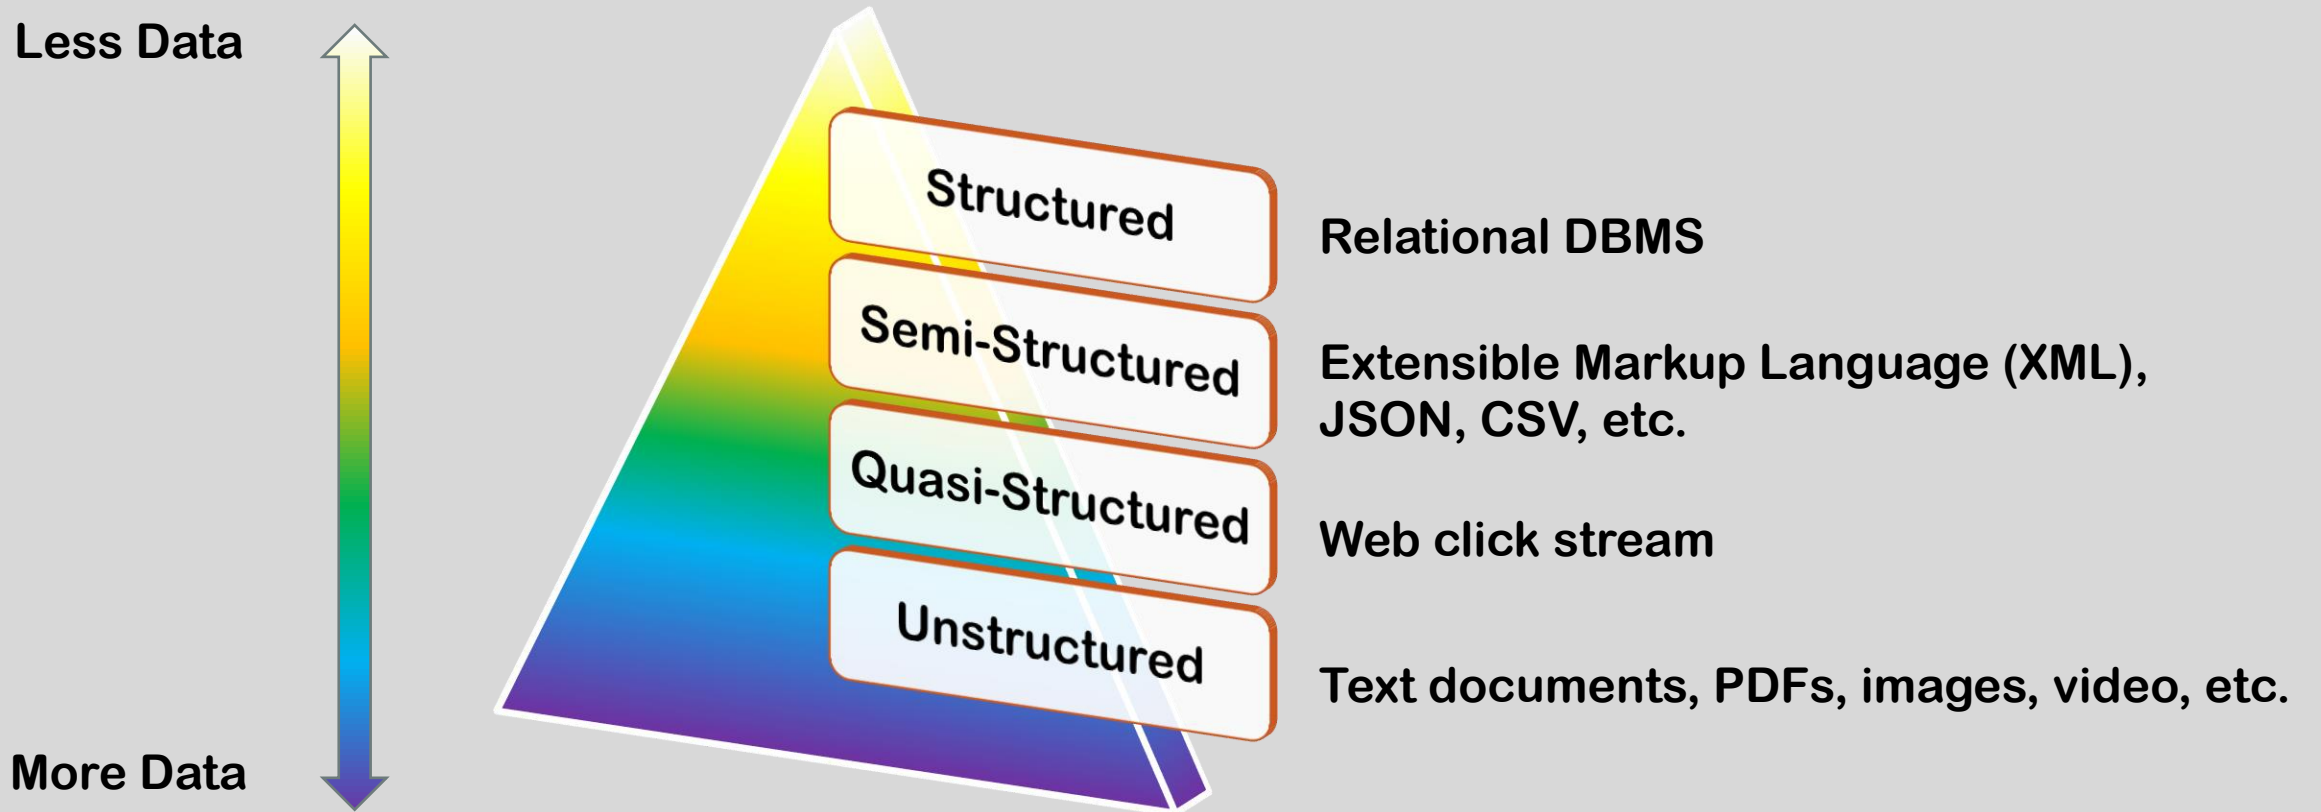 Less Data
Structured
Relational DBMS
Semi-Structured
Extensible Markup Language (XML),
JSON, CSV, etc.
Quasi-Structured
Web click stream
Unstructured
Text documents, PDFs, images, video, etc.
More Data